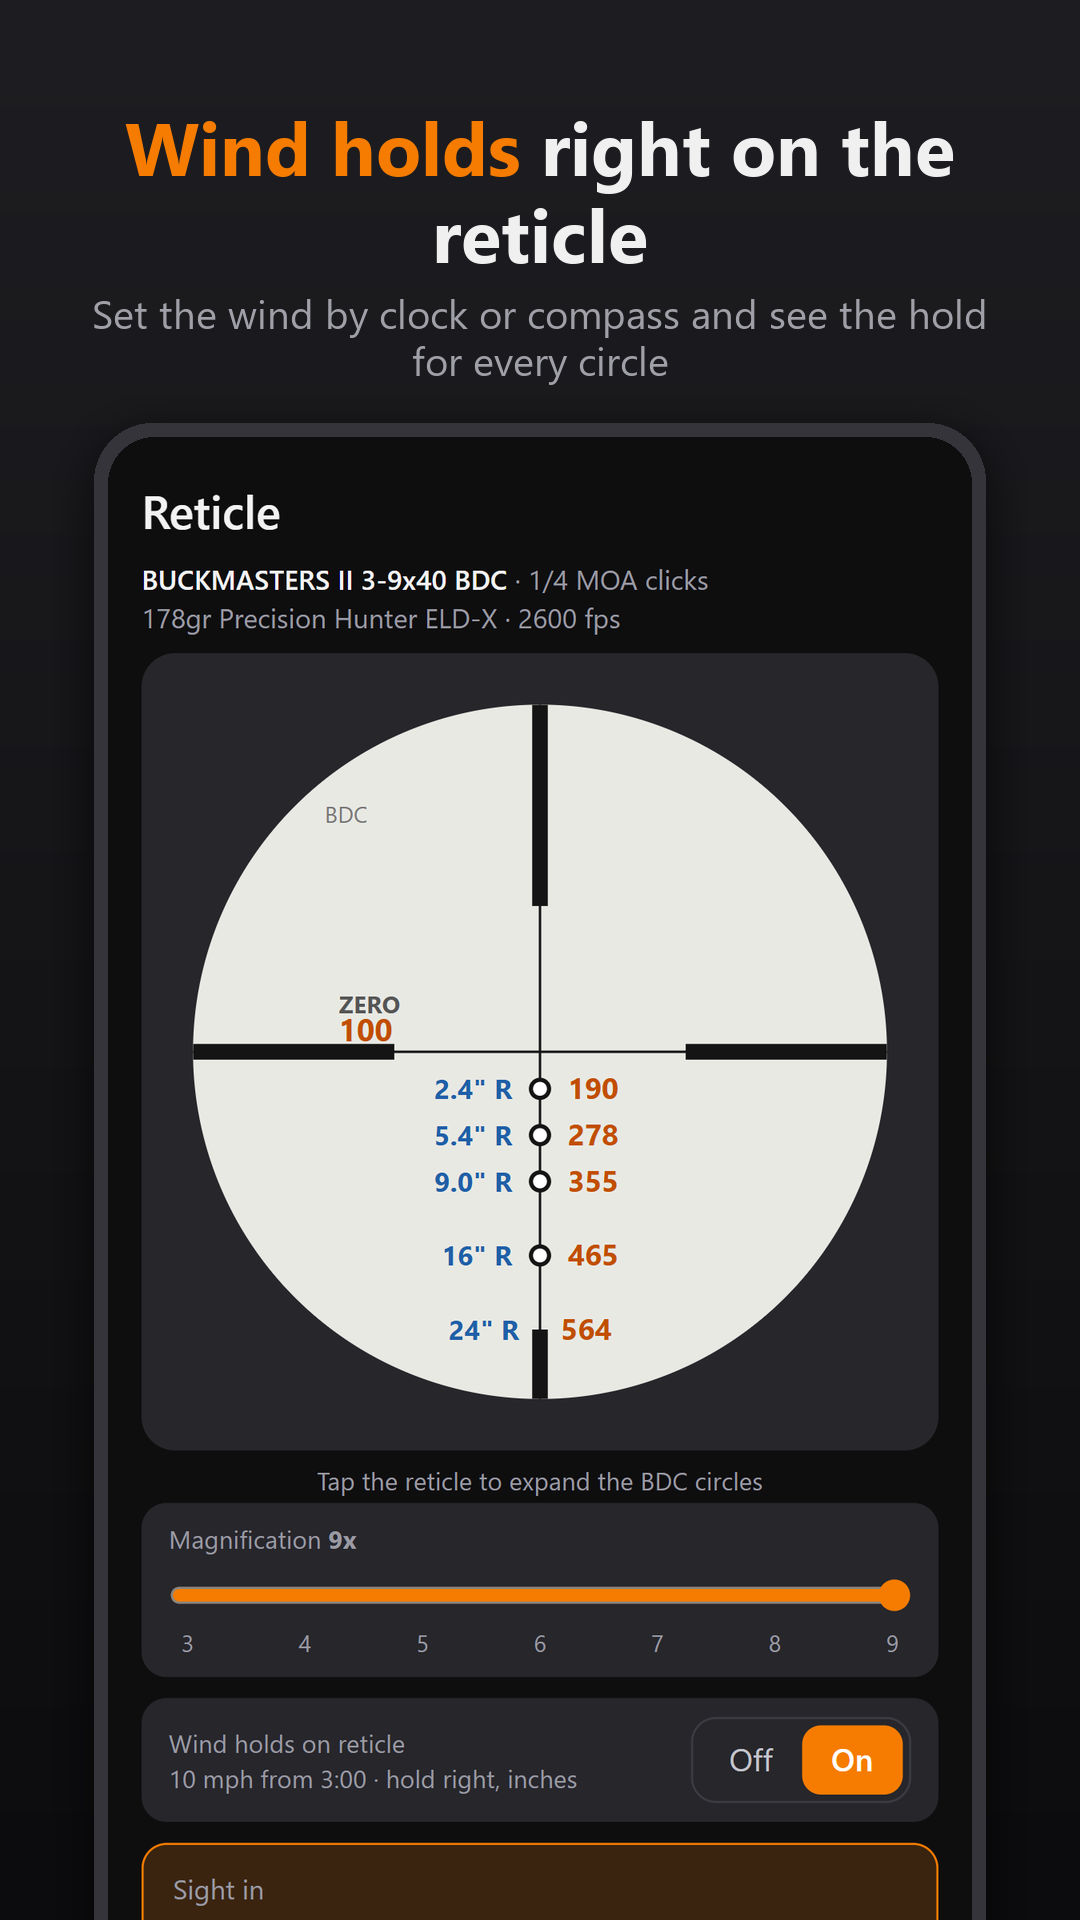 Wind holds right on the
reticle
Set the wind by clock or compass and see the hold
for every circle
Reticle
BUCKMASTERS II 3-9x40 BDC · 1/4 MOA clicks
178gr Precision Hunter ELD-X · 2600 fps
BDC
ZERO
100
2.4" R 190
5.4" R 278
9.0" R 355
16" R 465
24" R 564
Tap the reticle to expand the BDC circles
Magnification 9x
3 4 5 6 7 8 9
Wind holds on reticle
10 mph from 3:00 · hold right, inches
Off On
Sight in